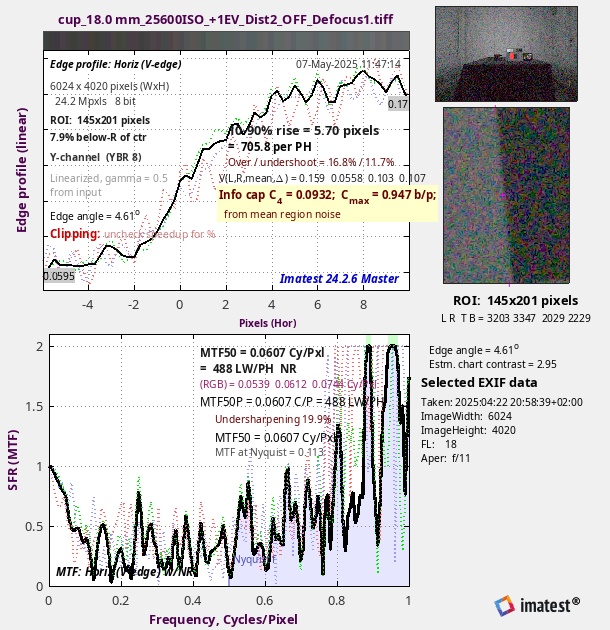 cup_18.0 mm_25600ISO_+1EV_Dist2_OFF_Defocus1.tiff
Edge profile: Horiz (V-edge)
07-May-2025 11:47:14
6024 x 4020 pixels (WxH)
24.2 Mpxls   8 bit
0.17
ROI:  145x201 pixels
7.9% below-R of ctr
10-90% rise = 5.70 pixels
=  705.8 per PH
Y-channel  (YBR 8)
Over / undershoot = 16.8% / 11.7%
Linearized, gamma = 0.5
from input
V(L,R,mean,Δ) = 0.159  0.0558  0.103  0.107
Info cap C4 = 0.0932;  Cmax = 0.947 b/p;
from mean region noise
Edge angle = 4.61o
Clipping: uncheck speedup for %
0.0595
Imatest 24.2.6 Master
Edge profile (linear)
-4 -2 0 2 4 6 8
Pixels (Hor)
ROI:  145x201 pixels
L R  T B = 3203 3347  2029 2229
MTF50 = 0.0607 Cy/Pxl
=  488 LW/PH  NR
(RGB) = 0.0539  0.0612  0.0744 Cy/Pxl
MTF50P = 0.0607 C/P = 488 LW/PH
Undersharpening 19.9%
MTF50 = 0.0607 Cy/Pxl
MTF at Nyquist = 0.113
Nyquist
MTF: Horiz (V-edge) w/NR
SFR (MTF)
2
1.5
1
0.5
0
0 0.2 0.4 0.6 0.8 1
Frequency, Cycles/Pixel
Edge angle = 4.61o
Estm. chart contrast = 2.95
Selected EXIF data
Taken: 2025:04:22 20:58:39+02:00
ImageWidth:  6024
ImageHeight:  4020
FL:   18
Aper:  f/11
imatest®